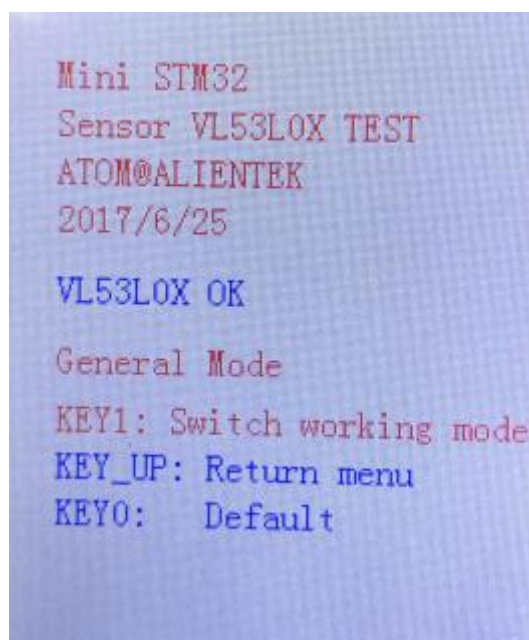 Mini STM32
Sensor VL53L0X TEST
ATOM@ALIENTEK
2017/6/25
VL53L0X OK
General Mode
KEY1: Switch working mode
KEY_UP: Return menu
KEY0: Default